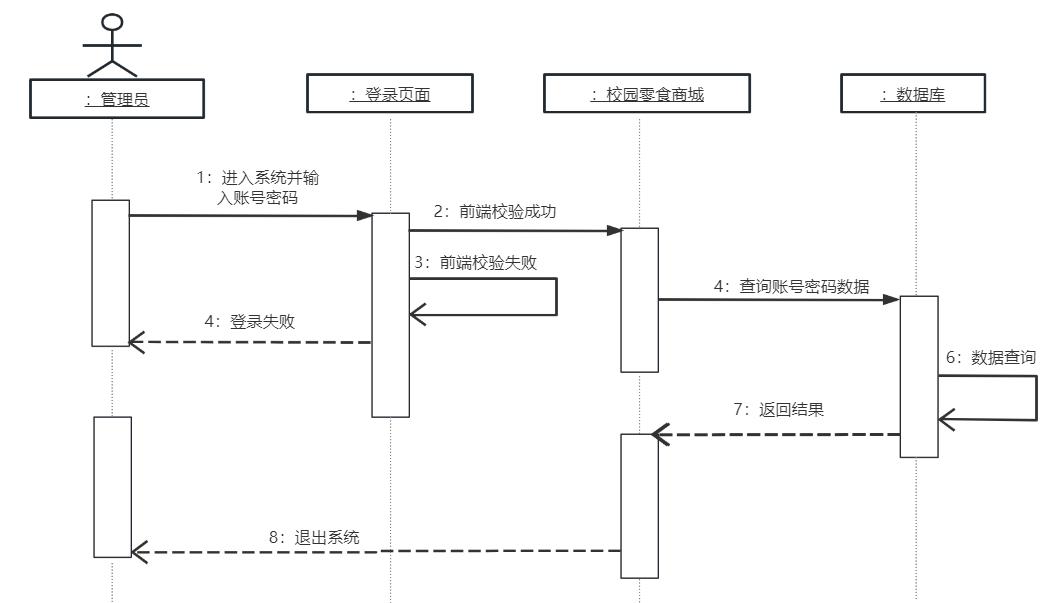 ：管理员
：登录页面
：校园零食商城
：数据库
1：进入系统并输
入账号密码
2：前端校验成功
3：前端校验失败
4：查询账号密码数据
4：登录失败
6：数据查询
7：返回结果
8：退出系统